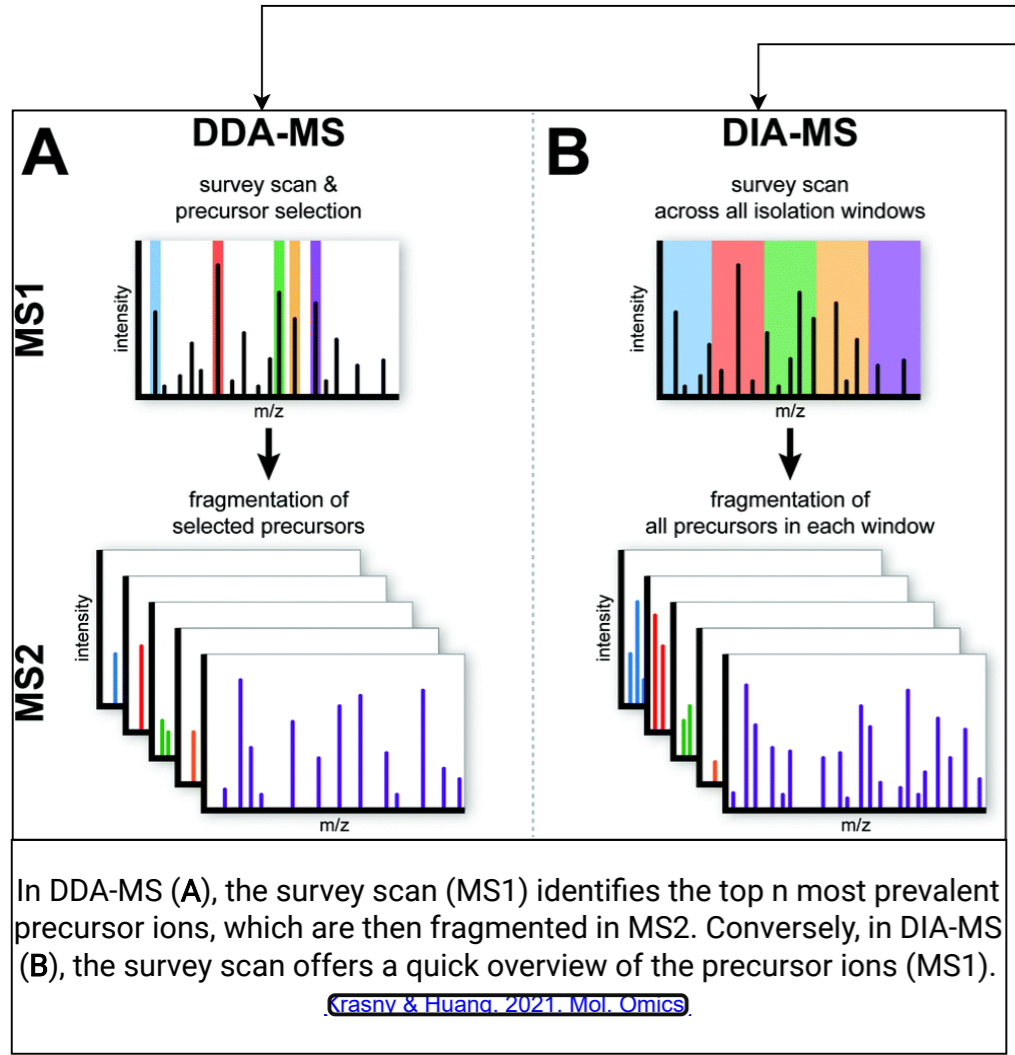 A
DDA-MS
survey scan &
precursor selection
MS1
intensity
m/z
fragmentation of
selected precursors
MS2
intensity
m/z
B
DIA-MS
survey scan
across all isolation windows
intensity
m/z
fragmentation of
all precursors in each window
intensity
m/z
In DDA-MS (A), the survey scan (MS1) identifies the top n most prevalent
precursor ions, which are then fragmented in MS2. Conversely, in DIA-MS
(B), the survey scan offers a quick overview of the precursor ions (MS1).
Krasny & Huang. 2021. Mol. Omics.